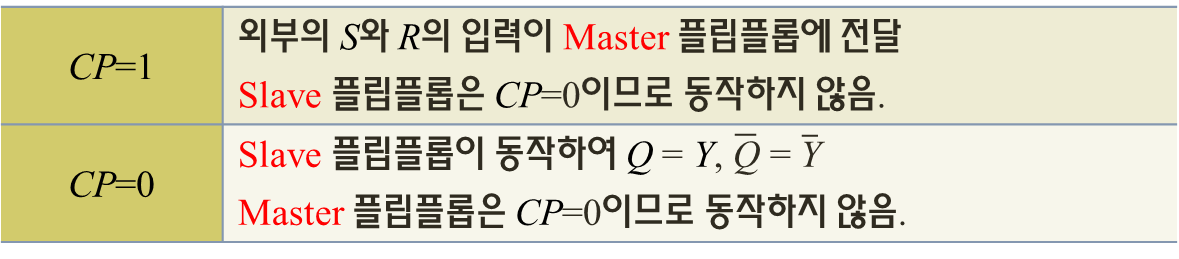 CP=1
외부의 S와 R의 입력이 Master 플립플롭에 전달
Slave 플립플롭은 CP=0이므로 동작하지 않음.
CP=0
Slave 플립플롭이 동작하여 Q = Y, Q̅ = Y̅
Master 플립플롭은 CP=0이므로 동작하지 않음.